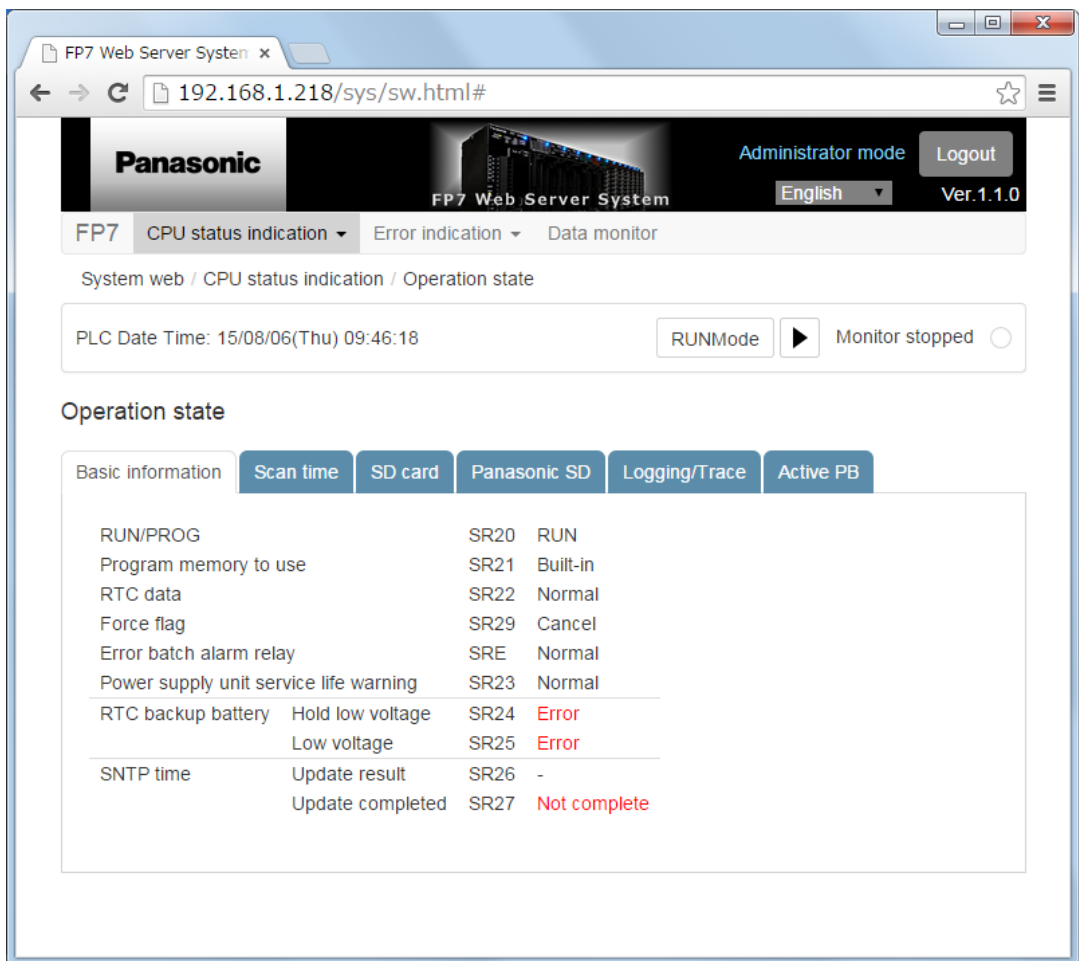 FP7 Web Server System
192.168.1.218/sys/sw.html#
Panasonic
FP7 Web Server System
Administrator mode
Logout
English
Ver.1.1.0
FP7 CPU status indication Error indication Data monitor
System web / CPU status indication / Operation state
PLC Date Time: 15/08/06(Thu) 09:46:18 RUNMode Monitor stopped
Operation state
Basic information Scan time SD card Panasonic SD Logging/Trace Active PB
RUN/PROG SR20 RUN
Program memory to use SR21 Built-in
RTC data SR22 Normal
Force flag SR29 Cancel
Error batch alarm relay SRE Normal
Power supply unit service life warning SR23 Normal
RTC backup battery Hold low voltage SR24 Error
Low voltage SR25 Error
SNTP time Update result SR26 -
Update completed SR27 Not complete